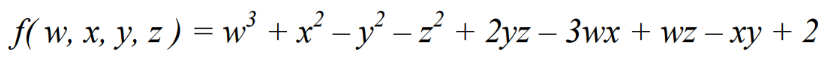 f( w, x, y, z ) = w³ + x² – y² – z² + 2yz – 3wx + wz – xy + 2